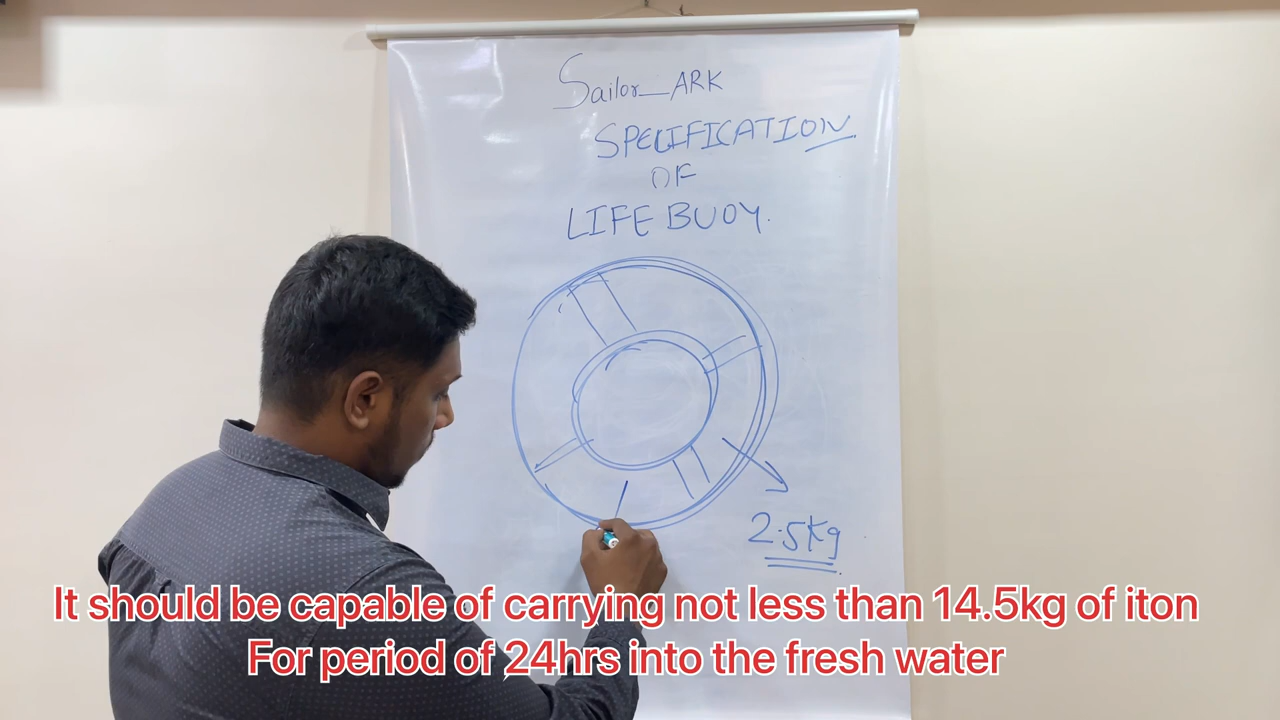 Sailor_ARK
SPECIFICATION
OF
LIFE BUOY.
2.5Kg
It should be capable of carrying not less than 14.5kg of iton
For period of 24hrs into the fresh water